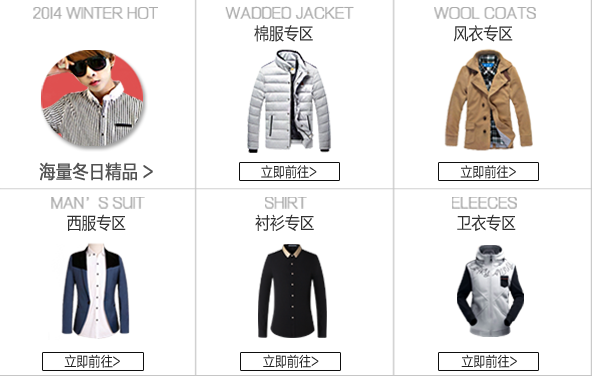 2014 WINTER HOT
海量冬日精品 >
WADDED JACKET
棉服专区
立即前往>
WOOL COATS
风衣专区
立即前往>
MAN'S SUIT
西服专区
立即前往>
SHIRT
衬衫专区
立即前往>
ELEECES
卫衣专区
立即前往>